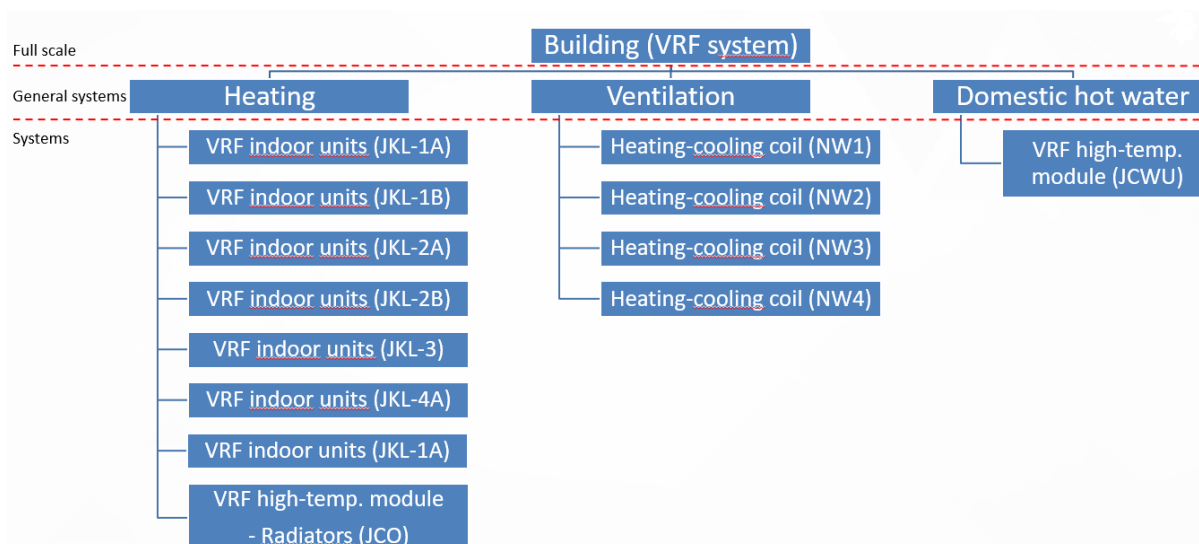 Full scale
Building (VRF system)
General systems
Heating
Ventilation
Domestic hot water
Systems
VRF indoor units (JKL-1A)
VRF indoor units (JKL-1B)
VRF indoor units (JKL-2A)
VRF indoor units (JKL-2B)
VRF indoor units (JKL-3)
VRF indoor units (JKL-4A)
VRF indoor units (JKL-1A)
VRF high-temp. module
- Radiators (JCO)
Heating-cooling coil (NW1)
Heating-cooling coil (NW2)
Heating-cooling coil (NW3)
Heating-cooling coil (NW4)
VRF high-temp.
module (JCWU)